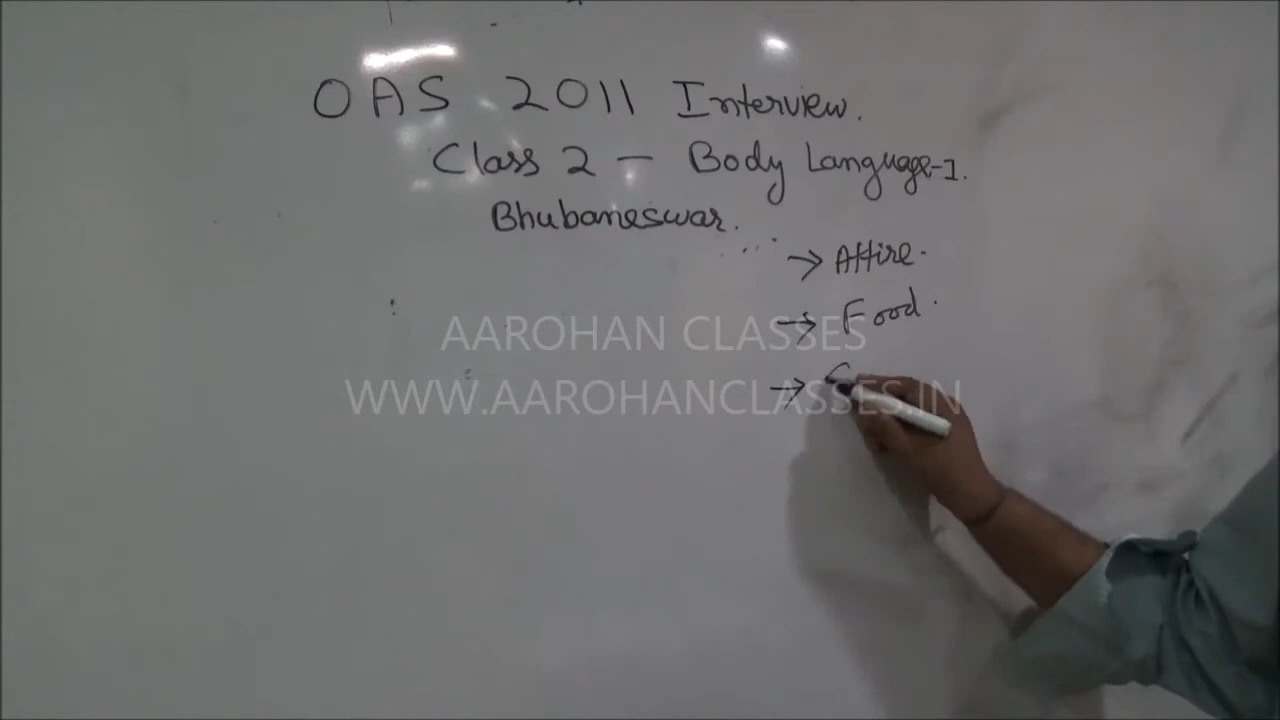 OAS 2011 Interview.
Class 2 - Body Language-1.
Bhubaneswar.
→ Attire.
→ Food.
AAROHAN CLASSES
→
WWW.AAROHANCLASSES.IN